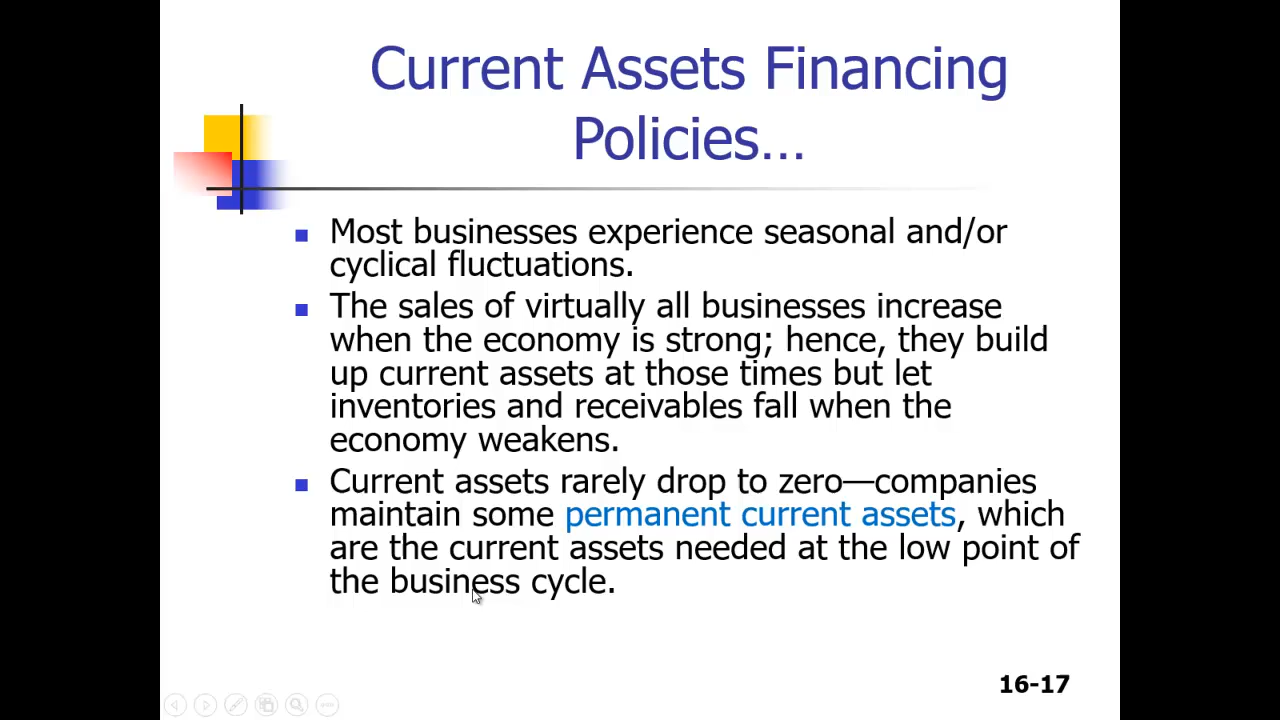 Current Assets Financing
Policies…
Most businesses experience seasonal and/or
cyclical fluctuations.
The sales of virtually all businesses increase
when the economy is strong; hence, they build
up current assets at those times but let
inventories and receivables fall when the
economy weakens.
Current assets rarely drop to zero—companies
maintain some permanent current assets, which
are the current assets needed at the low point of
the business cycle.
16-17